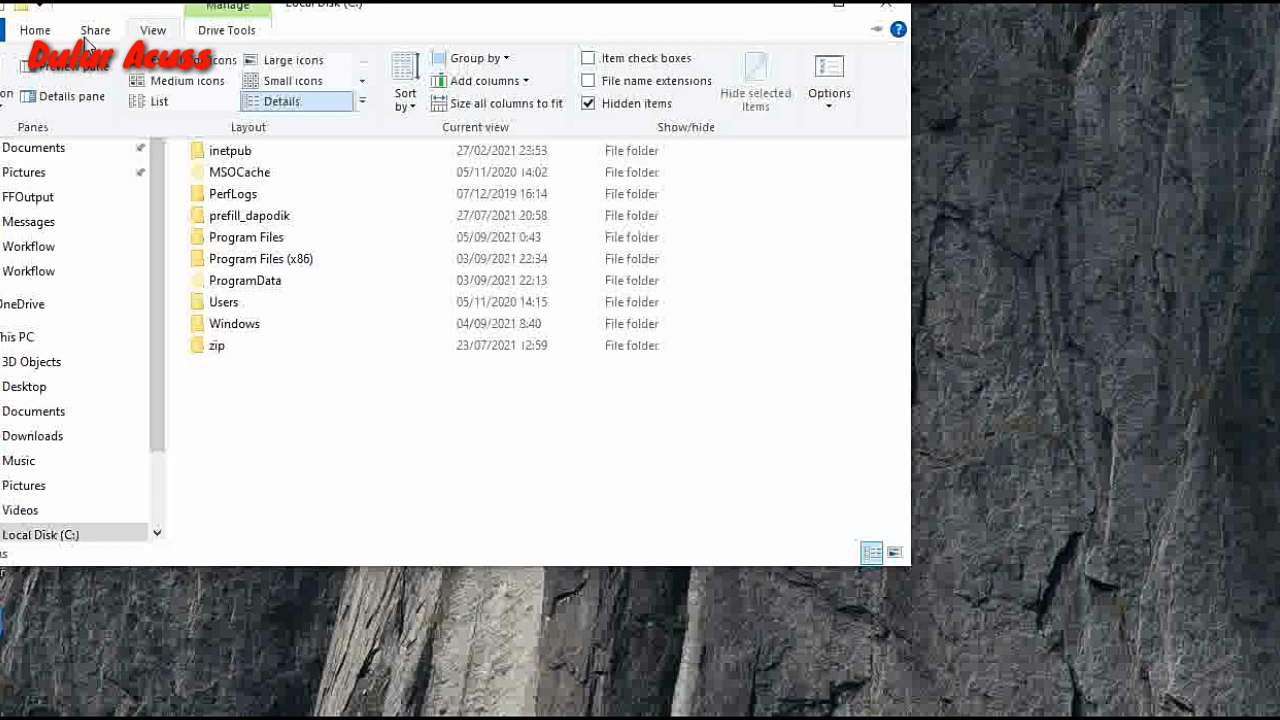 Manage
Local Disk (C:)
Home
Share
View
Drive Tools
Dulur Acuss
Preview pane
Details pane
icons
Large icons
Medium icons
Small icons
List
Details
Sort by
Group by
Add columns
Size all columns to fit
Item check boxes
File name extensions
Hidden items
Hide selected items
Options
Panes
Layout
Current view
Show/hide
Documents
Pictures
FFOutput
Messages
Workflow
Workflow
OneDrive
his PC
3D Objects
Desktop
Documents
Downloads
Music
Pictures
Videos
Local Disk (C:)
inetpub 27/02/2021 23:53 File folder
MSOCache 05/11/2020 14:02 File folder
PerfLogs 07/12/2019 16:14 File folder
prefill_dapodik 27/07/2021 20:58 File folder
Program Files 05/09/2021 0:43 File folder
Program Files (x86) 03/09/2021 22:34 File folder
ProgramData 03/09/2021 22:13 File folder
Users 05/11/2020 14:15 File folder
Windows 04/09/2021 8:40 File folder
zip 23/07/2021 12:59 File folder